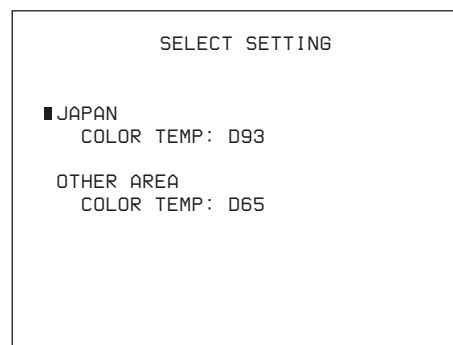 SELECT SETTING
JAPAN
COLOR TEMP: D93
OTHER AREA
COLOR TEMP: D65